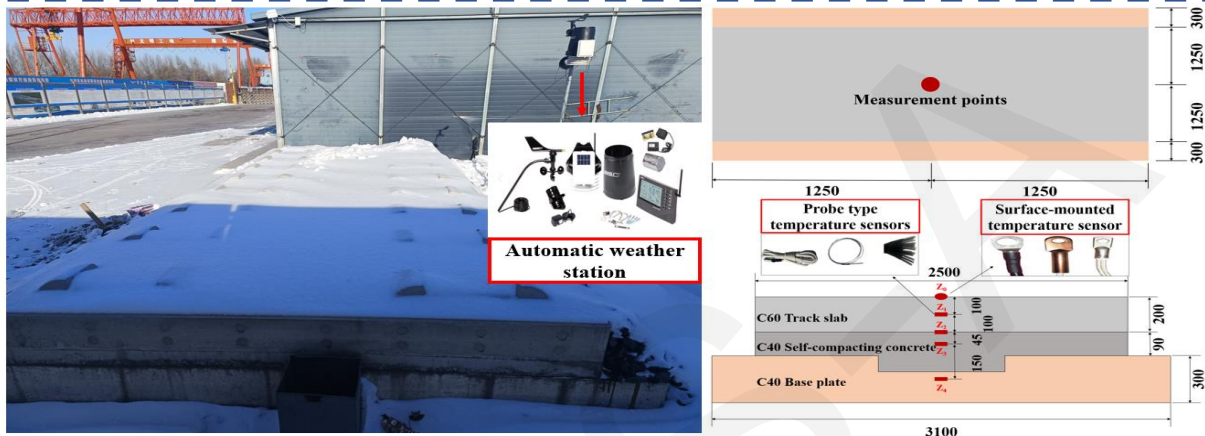 Automatic weather
station
300
1250
1250
300
Measurement points
1250
1250
Probe type
temperature sensors
Surface-mounted
temperature sensor
2500
Z₀
Z₁
Z₂
Z₃
Z₄
100
100
45
150
C60 Track slab
C40 Self-compacting concrete
C40 Base plate
200
90
300
3100